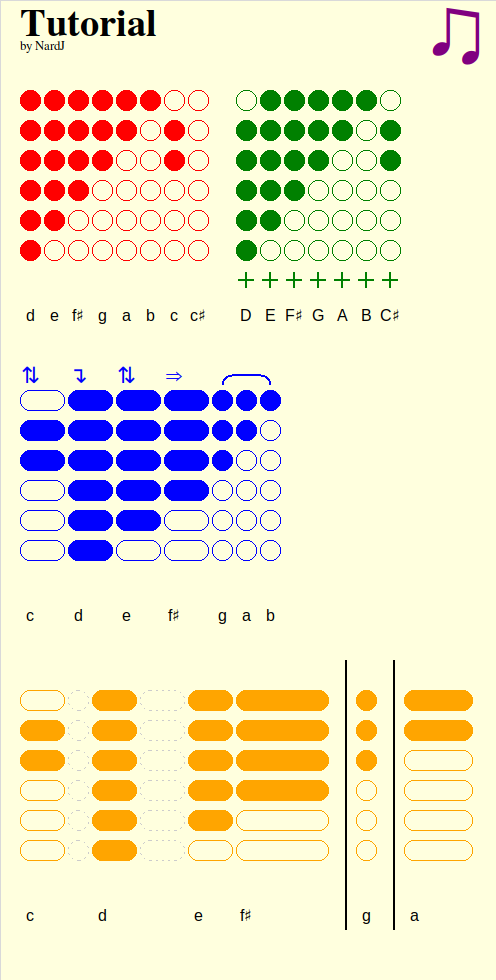 Tutorial
by NardJ
+ + + + + + +
d e f♯ g a b c c♯ D E F♯ G A B C♯
⇅ ↴ ⇅ ⇒
c d e f♯ g a b
c d e f♯ g a